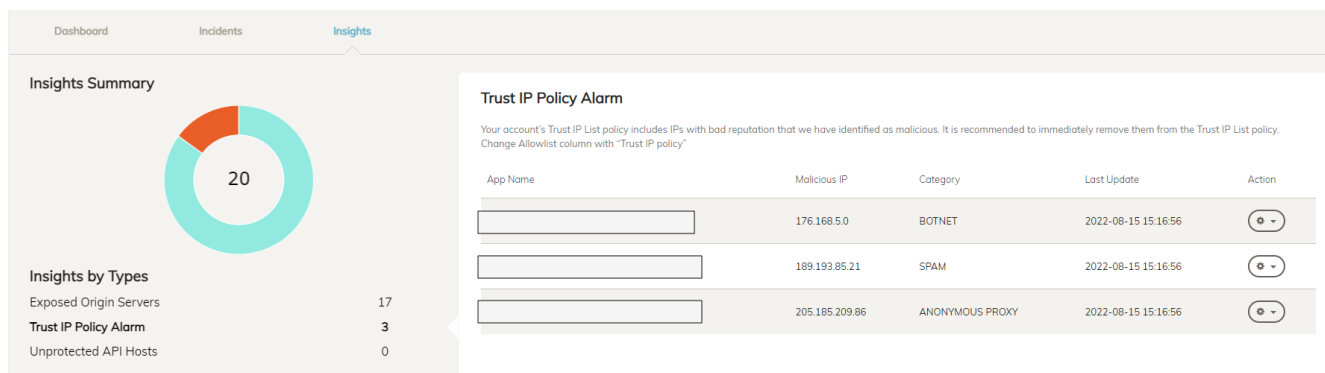 Dashboard Incidents Insights
Insights Summary
20
Insights by Types
Exposed Origin Servers 17
Trust IP Policy Alarm 3
Unprotected API Hosts 0
Trust IP Policy Alarm
Your account's Trust IP List policy includes IPs with bad reputation that we have identified as malicious. It is recommended to immediately remove them from the Trust IP List policy.
Change Allowlist column with "Trust IP policy"
App Name Malicious IP Category Last Update Action
176.168.5.0 BOTNET 2022-08-15 15:16:56
189.193.85.21 SPAM 2022-08-15 15:16:56
205.185.209.86 ANONYMOUS PROXY 2022-08-15 15:16:56